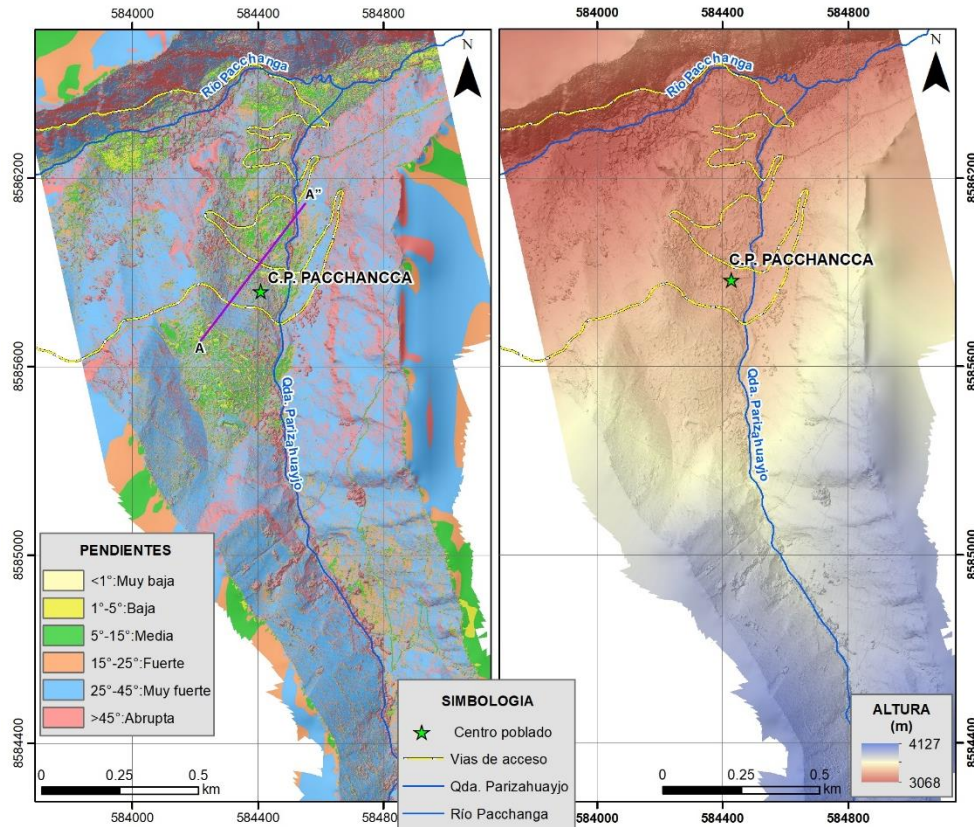 584000 584400 584800
584000 584400 584800
N
N
Río Pacchanga
Río Pacchanga
8586200
8586200
A"
C.P. PACCHANCCA
C.P. PACCHANCCA
A
8585600
8585600
Qda. Parizahuayjo
Qda. Parizahuayjo
8585000
8585000
PENDIENTES
<1°:Muy baja
1°-5°:Baja
5°-15°:Media
15°-25°:Fuerte
25°-45°:Muy fuerte
>45°:Abrupta
SIMBOLOGIA
Centro poblado
Vias de acceso
Qda. Parizahuayjo
Río Pacchanga
ALTURA
(m)
4127
3068
8584400
8584400
0 0.25 0.5
km
0 0.25 0.5
km
584000 584400
584000 584400 584800